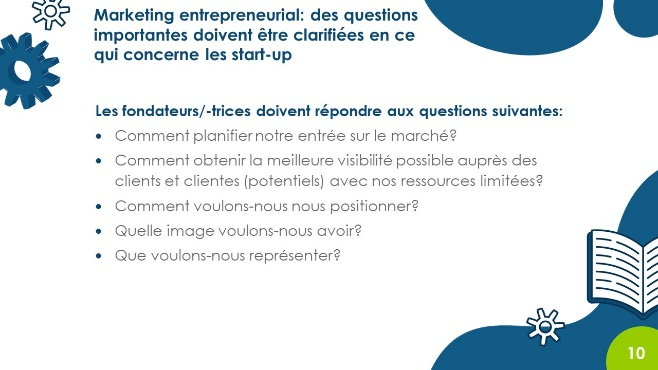 Marketing entrepreneurial: des questions
importantes doivent être clarifiées en ce
qui concerne les start-up
Les fondateurs/-trices doivent répondre aux questions suivantes:
• Comment planifier notre entrée sur le marché?
• Comment obtenir la meilleure visibilité possible auprès des
clients et clientes (potentiels) avec nos ressources limitées?
• Comment voulons-nous nous positionner?
• Quelle image voulons-nous avoir?
• Que voulons-nous représenter?
10